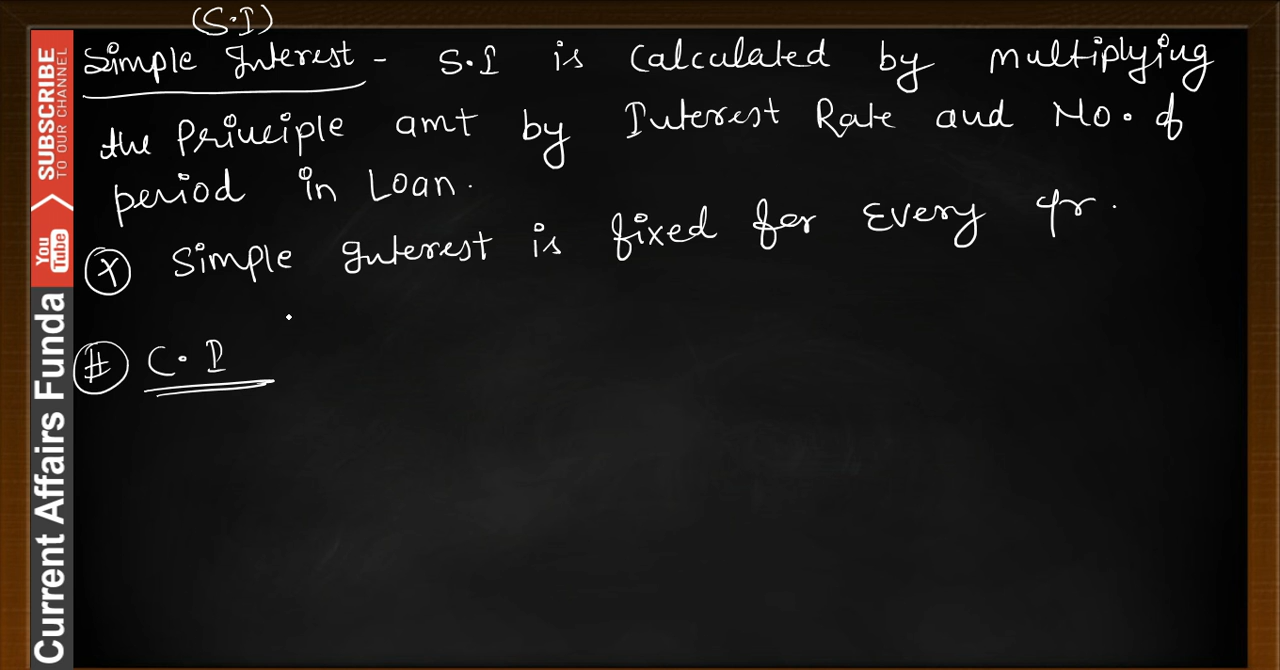 (S.I)
Simple Interest - S.I is calculated by multiplying
the Principle amt by Interest Rate and No. of
period in Loan.
Simple Interest is fixed for Every yr.
# C.I
SUBSCRIBE
TO OUR CHANNEL
You Tube
Current Affairs Funda